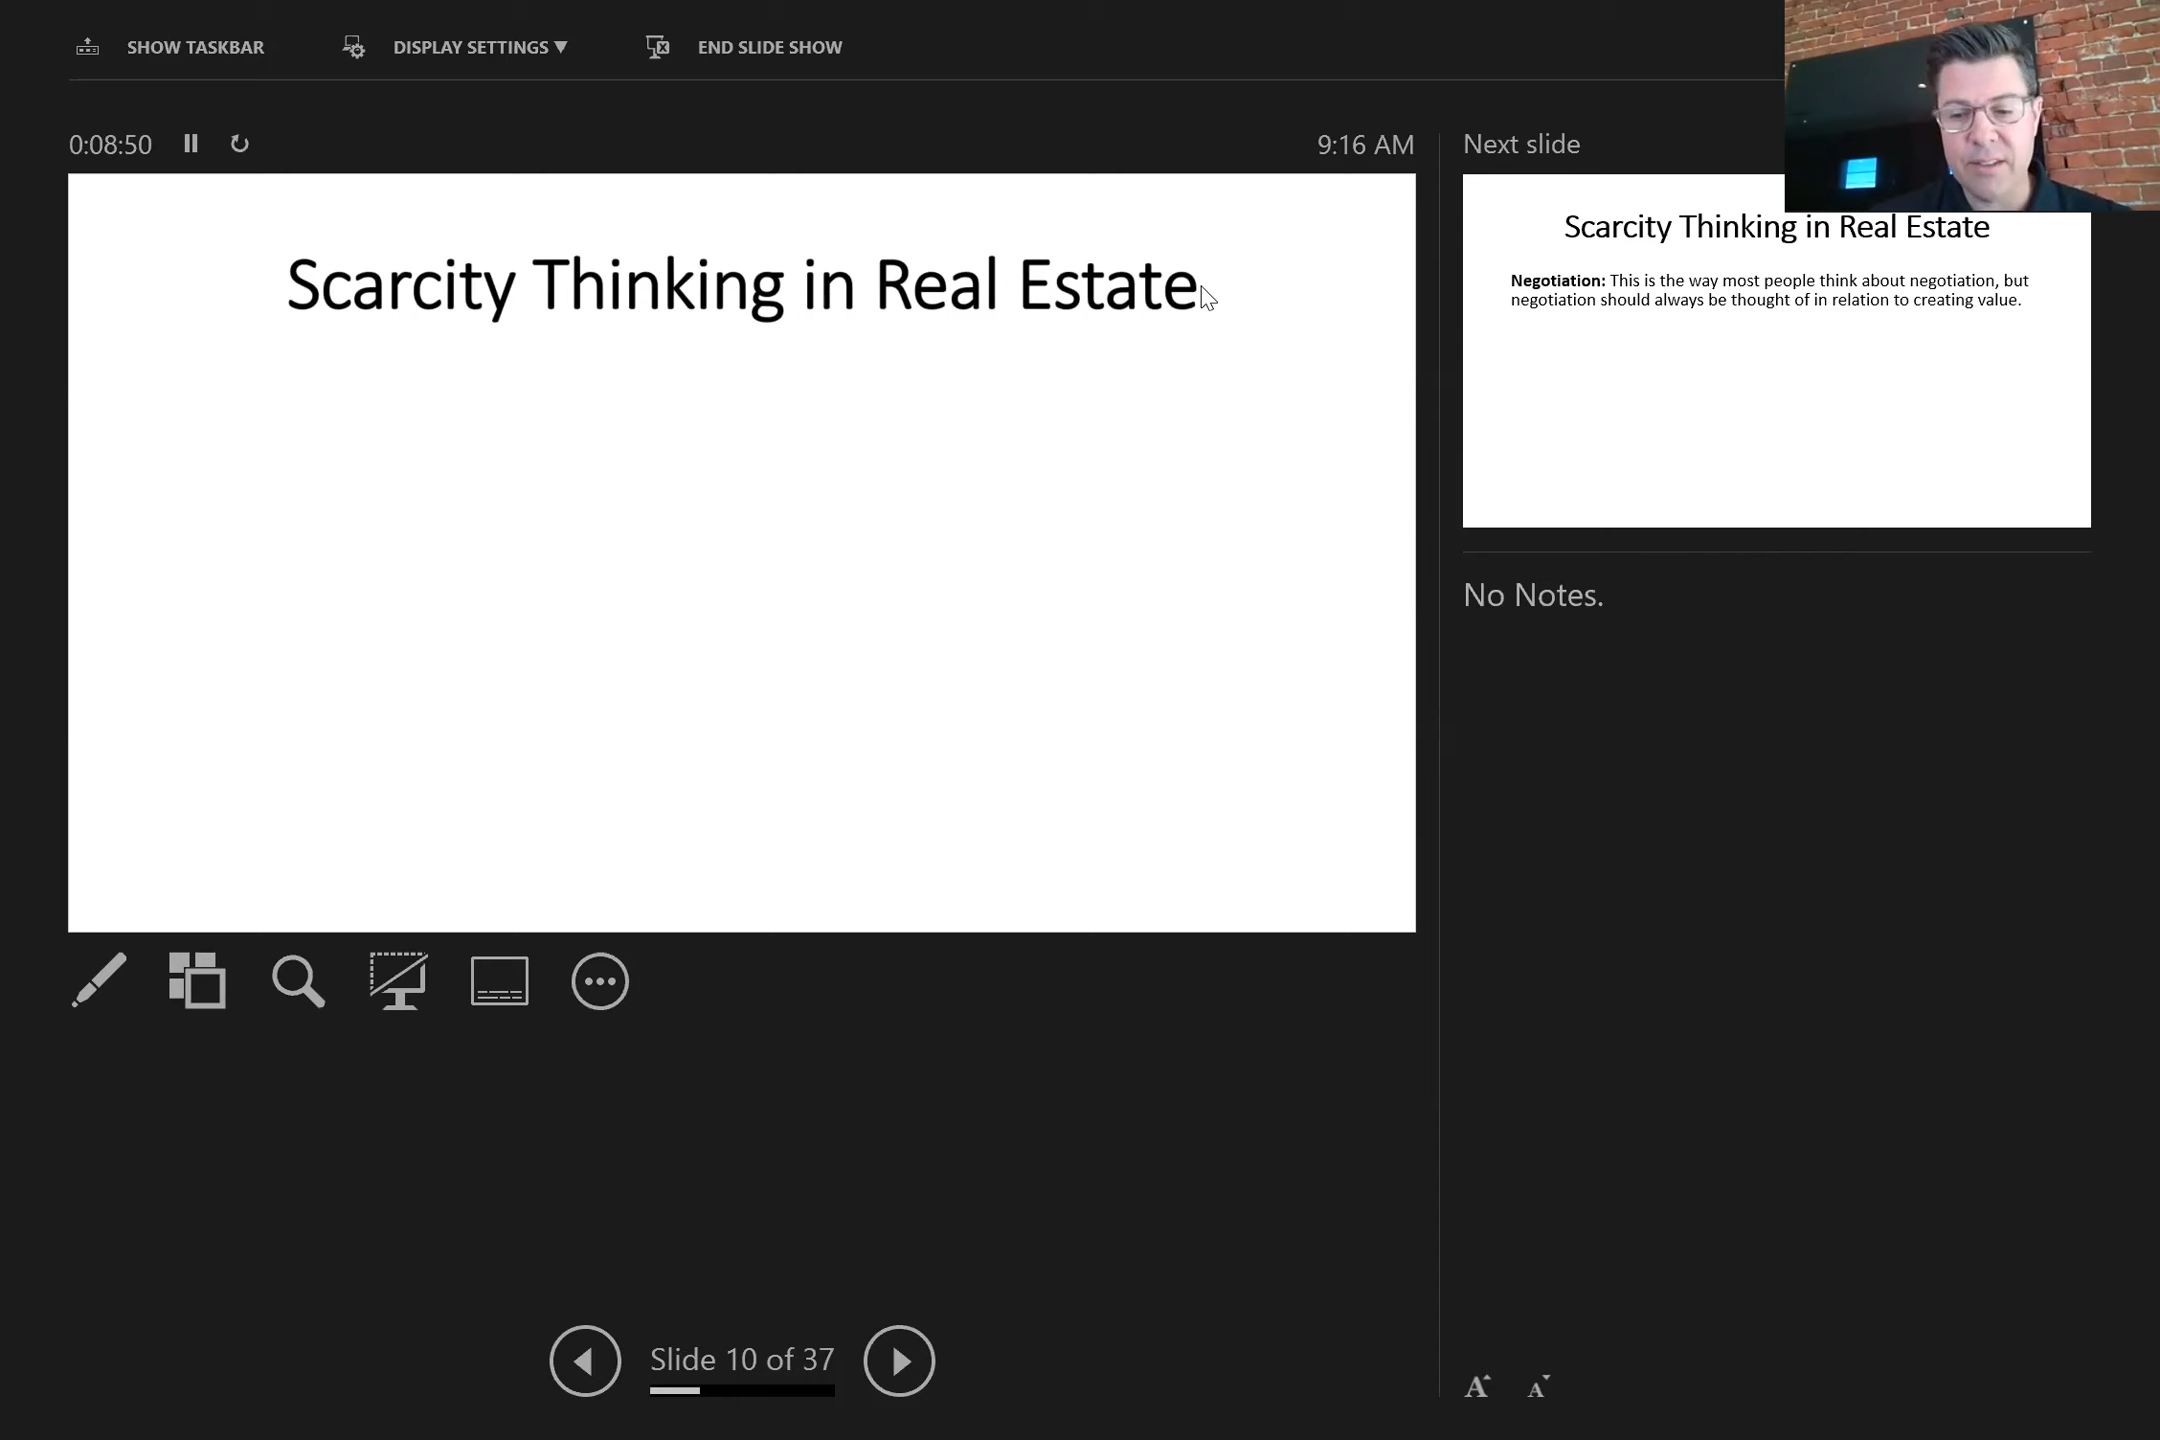 SHOW TASKBAR
DISPLAY SETTINGS ▼
END SLIDE SHOW
0:08:50
9:16 AM
Scarcity Thinking in Real Estate
Next slide
Scarcity Thinking in Real Estate
Negotiation: This is the way most people think about negotiation, but
negotiation should always be thought of in relation to creating value.
No Notes.
Slide 10 of 37
A A